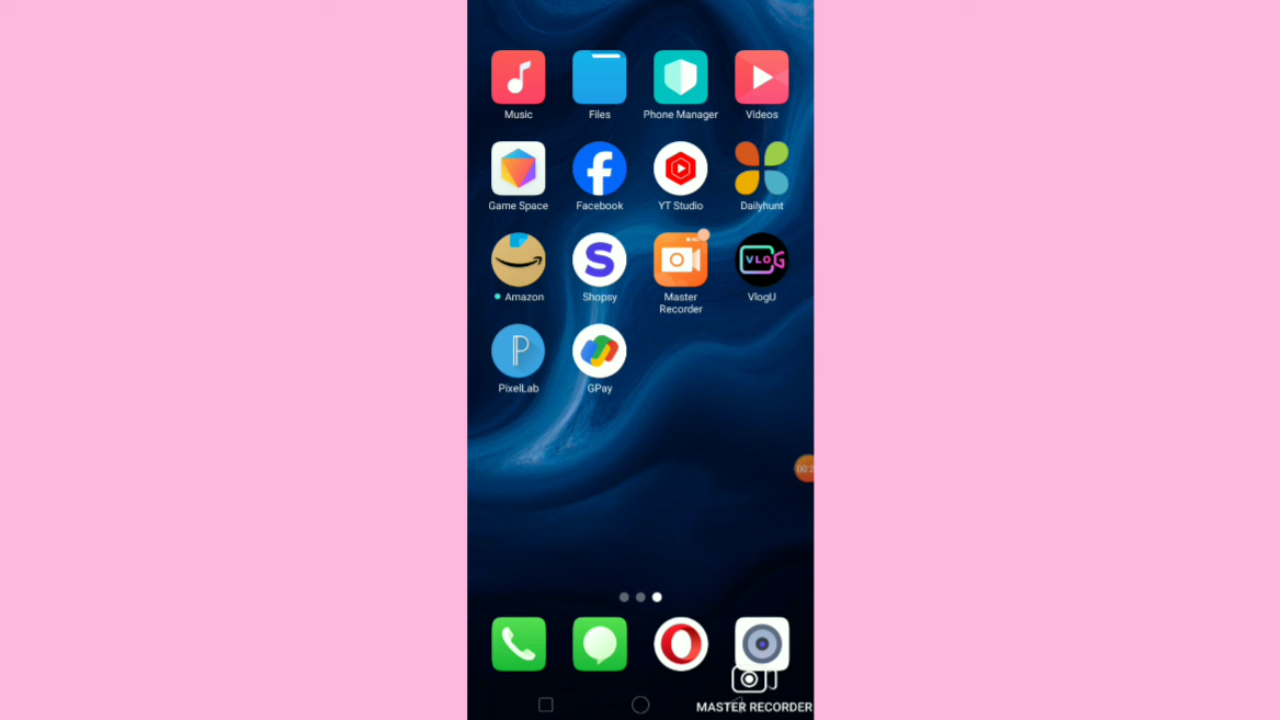 Music Files Phone Manager Videos
Game Space Facebook YT Studio Dailyhunt
VLOG
Amazon Shopsy Master Recorder VlogU
PixelLab GPay
MASTER RECORDER